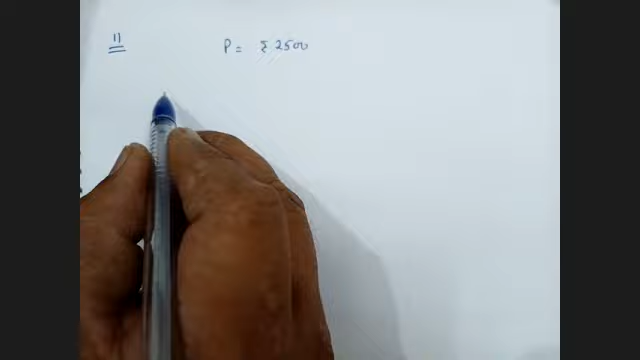 11 P = ₹ 2500